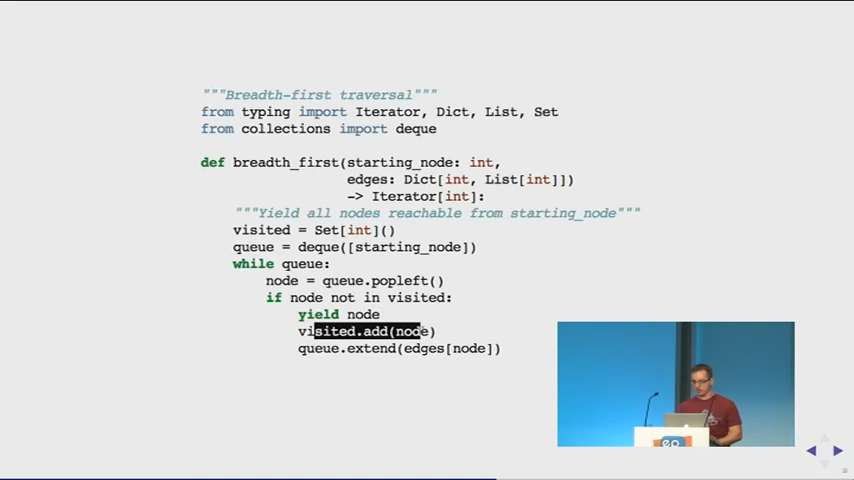 """Breadth-first traversal"""
from typing import Iterator, Dict, List, Set
from collections import deque
def breadth_first(starting_node: int,
edges: Dict[int, List[int]])
-> Iterator[int]:
"""Yield all nodes reachable from starting_node"""
visited = Set[int]()
queue = deque([starting_node])
while queue:
node = queue.popleft()
if node not in visited:
yield node
visited.add(node)
queue.extend(edges[node])